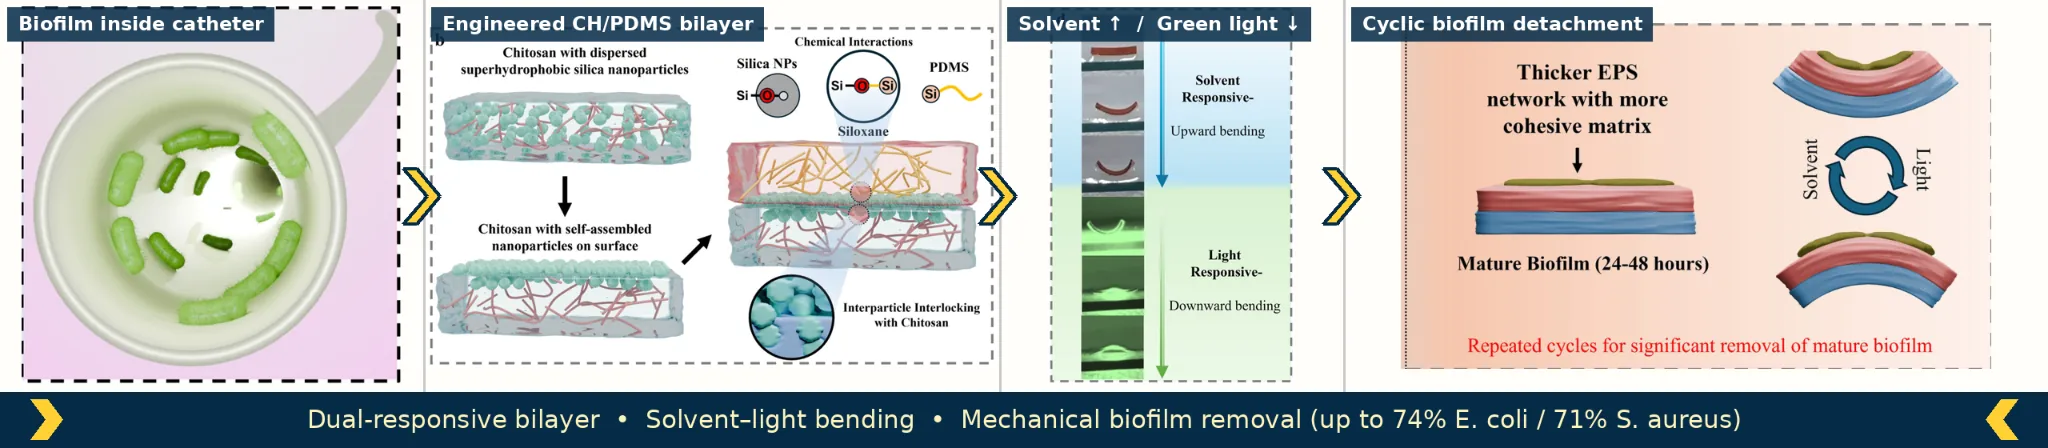 Biofilm inside catheter
Engineered CH/PDMS bilayer
b
Chitosan with dispersed
superhydrophobic silica nanoparticles
Chitosan with self-assembled
nanoparticles on surface
Chemical Interactions
Silica NPs
Si O
Si O Si
PDMS
Si
Siloxane
Interparticle Interlocking
with Chitosan
Solvent ↑ / Green light ↓
Solvent
Responsive-
Upward bending
Light
Responsive-
Downward bending
Cyclic biofilm detachment
Thicker EPS
network with more
cohesive matrix
Mature Biofilm (24-48 hours)
Solvent
Light
Repeated cycles for significant removal of mature biofilm
Dual-responsive bilayer • Solvent–light bending • Mechanical biofilm removal (up to 74% E. coli / 71% S. aureus)